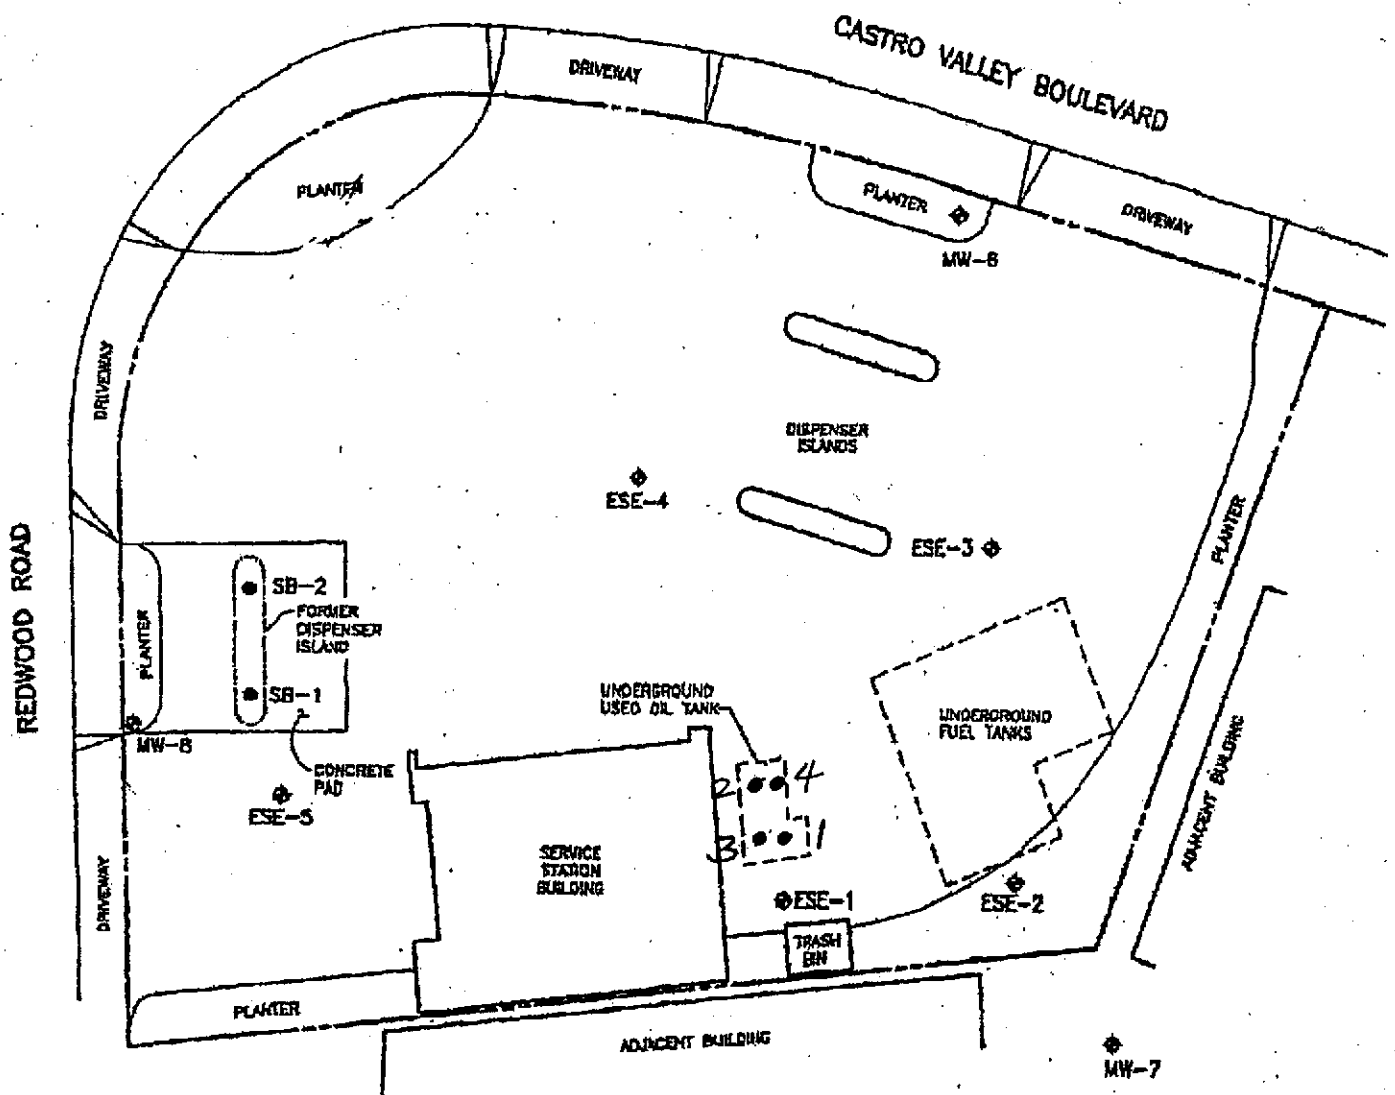 CASTRO VALLEY BOULEVARD
DRIVEWAY
PLANTER
PLANTER
DRIVEWAY
MW-6
DRIVEWAY
DISPENSER
ISLANDS
ESE-4
ESE-3
PLANTER
REDWOOD ROAD
SB-2
FORMER
DISPENSER
ISLAND
PLANTER
SB-1
UNDERGROUND
USED OIL TANK
UNDERGROUND
FUEL TANKS
MW-8
CONCRETE
PAD
ESE-5
2
4
3
1
ADJACENT BUILDING
SERVICE
STATION
BUILDING
DRIVEWAY
ESE-1
ESE-2
TRASH
BIN
PLANTER
ADJACENT BUILDING
MW-7